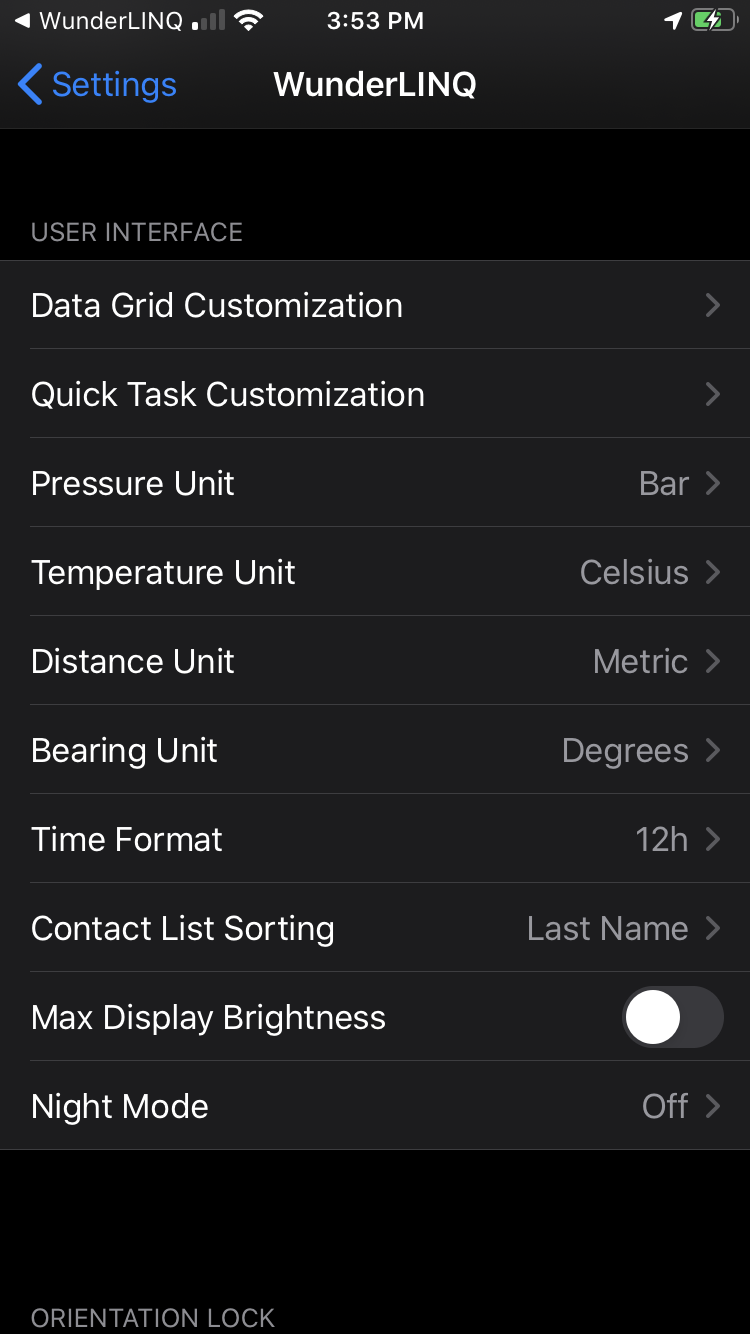 WunderLINQ 3:53 PM
Settings WunderLINQ
USER INTERFACE
Data Grid Customization
Quick Task Customization
Pressure Unit Bar
Temperature Unit Celsius
Distance Unit Metric
Bearing Unit Degrees
Time Format 12h
Contact List Sorting Last Name
Max Display Brightness
Night Mode Off
ORIENTATION LOCK